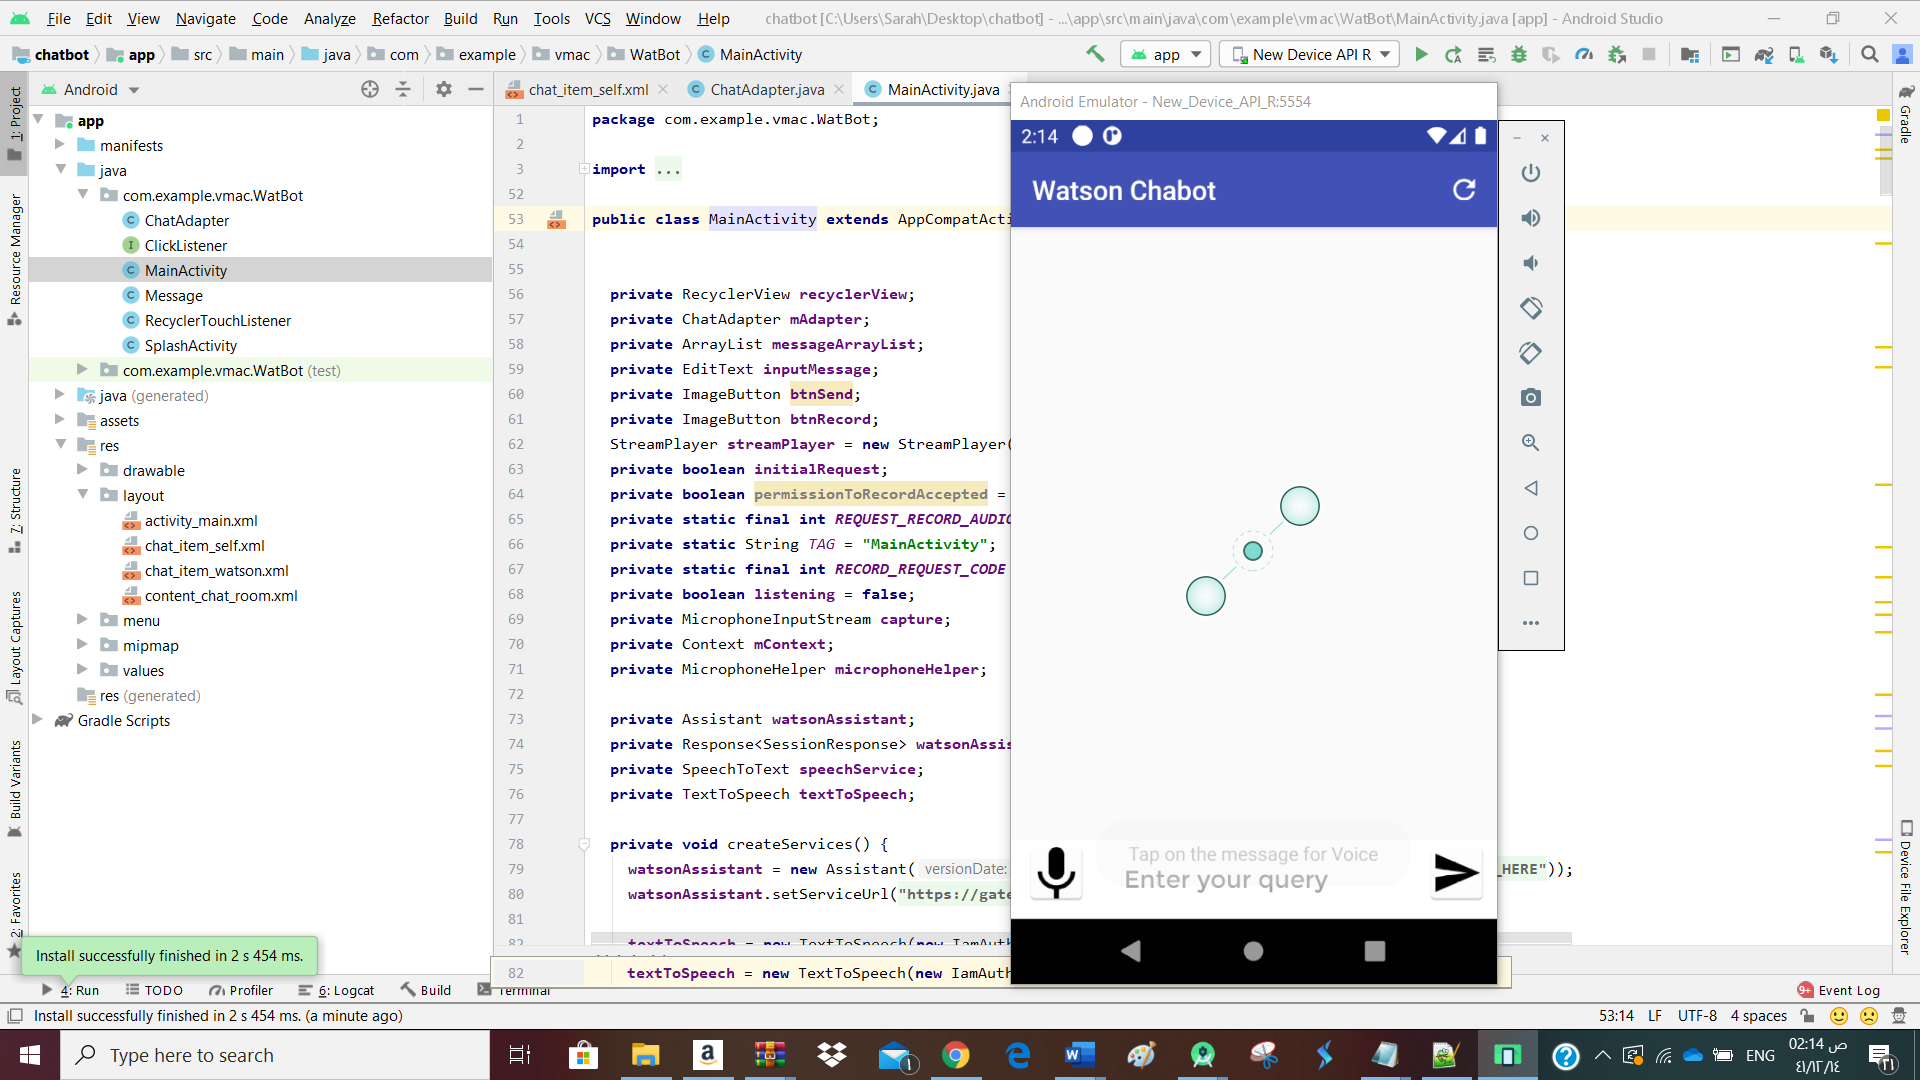 File Edit View Navigate Code Analyze Refactor Build Run Tools VCS Window Help chatbot [C:\Users\Sarah\Desktop\chatbot] - ...\app\src\main\java\com\example\vmac\WatBot\MainActivity.java [app] - Android Studio
chatbot app src main java com example vmac WatBot MainActivity app New Device API R
Android
chat_item_self.xml ChatAdapter.java MainActivity.java
1: Project
Resource Manager
7: Structure
Layout Captures
Build Variants
2: Favorites
app
manifests
java
com.example.vmac.WatBot
ChatAdapter
ClickListener
MainActivity
Message
RecyclerTouchListener
SplashActivity
com.example.vmac.WatBot (test)
java (generated)
assets
res
drawable
layout
activity_main.xml
chat_item_self.xml
chat_item_watson.xml
content_chat_room.xml
menu
mipmap
values
res (generated)
Gradle Scripts
1 package com.example.vmac.WatBot;
2
3 import ...
52
53 public class MainActivity extends AppCompatActi
54
55
56 private RecyclerView recyclerView;
57 private ChatAdapter mAdapter;
58 private ArrayList messageArrayList;
59 private EditText inputMessage;
60 private ImageButton btnSend;
61 private ImageButton btnRecord;
62 StreamPlayer streamPlayer = new StreamPlayer(
63 private boolean initialRequest;
64 private boolean permissionToRecordAccepted =
65 private static final int REQUEST_RECORD_AUDIO
66 private static String TAG = "MainActivity";
67 private static final int RECORD_REQUEST_CODE
68 private boolean listening = false;
69 private MicrophoneInputStream capture;
70 private Context mContext;
71 private MicrophoneHelper microphoneHelper;
72
73 private Assistant watsonAssistant;
74 private Response<SessionResponse> watsonAssis
75 private SpeechToText speechService;
76 private TextToSpeech textToSpeech;
77
78 private void createServices() {
79 watsonAssistant = new Assistant( versionDate: _HERE"));
80 watsonAssistant.setServiceUrl("https://gate
81
82 textToSpeech = new TextToSpeech(new IamAuth
82 textToSpeech = new TextToSpeech(new IamAuth
Android Emulator - New_Device_API_R:5554
2:14
Watson Chabot
Tap on the message for Voice
Enter your query
Gradle
Device File Explorer
Install successfully finished in 2 s 454 ms.
4: Run TODO Profiler 6: Logcat Build Terminal 9+ Event Log
Install successfully finished in 2 s 454 ms. (a minute ago) 53:14 LF UTF-8 4 spaces
Type here to search
ENG
02:14 ص
٤١/١٢/١٤
٢١